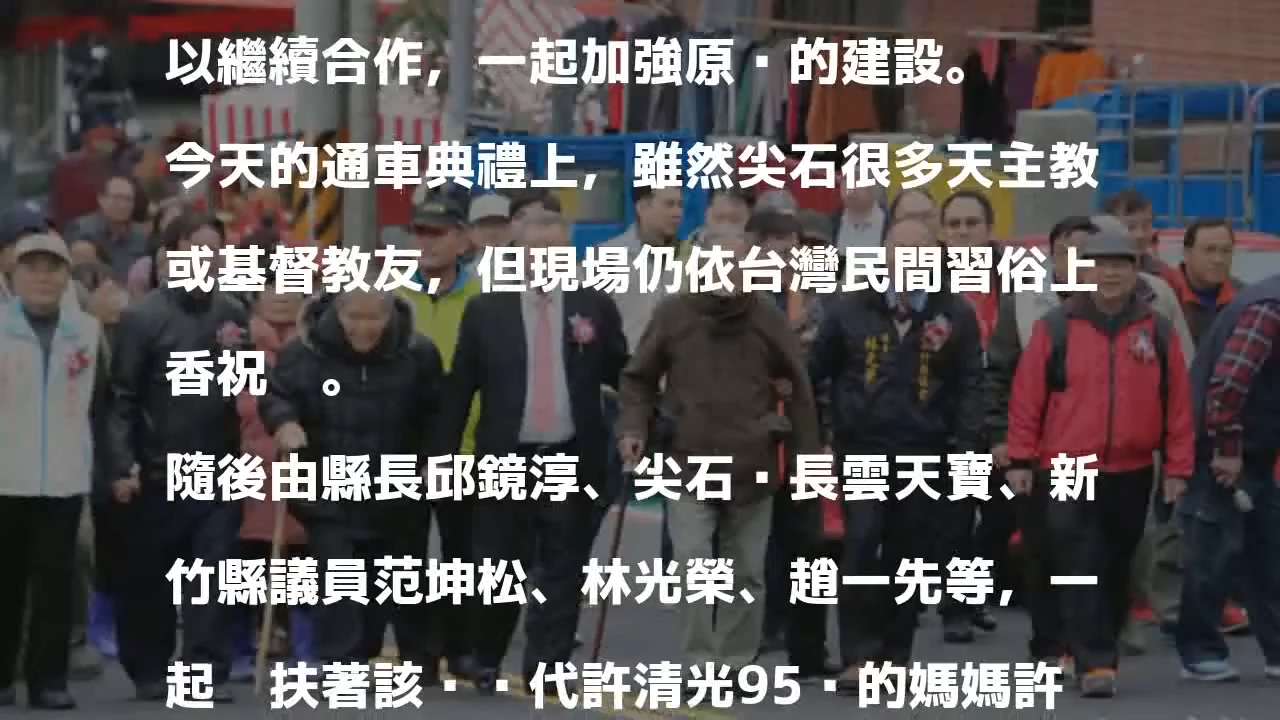 以繼續合作，一起加強原▪的建設。
今天的通車典禮上，雖然尖石很多天主教
或基督教友，但現場仍依台灣民間習俗上
香祝　。
隨後由縣長邱鏡淳、尖石▪長雲天寶、新
竹縣議員范坤松、林光榮、趙一先等，一
起　扶著該▪▪代許清光95▪的媽媽許